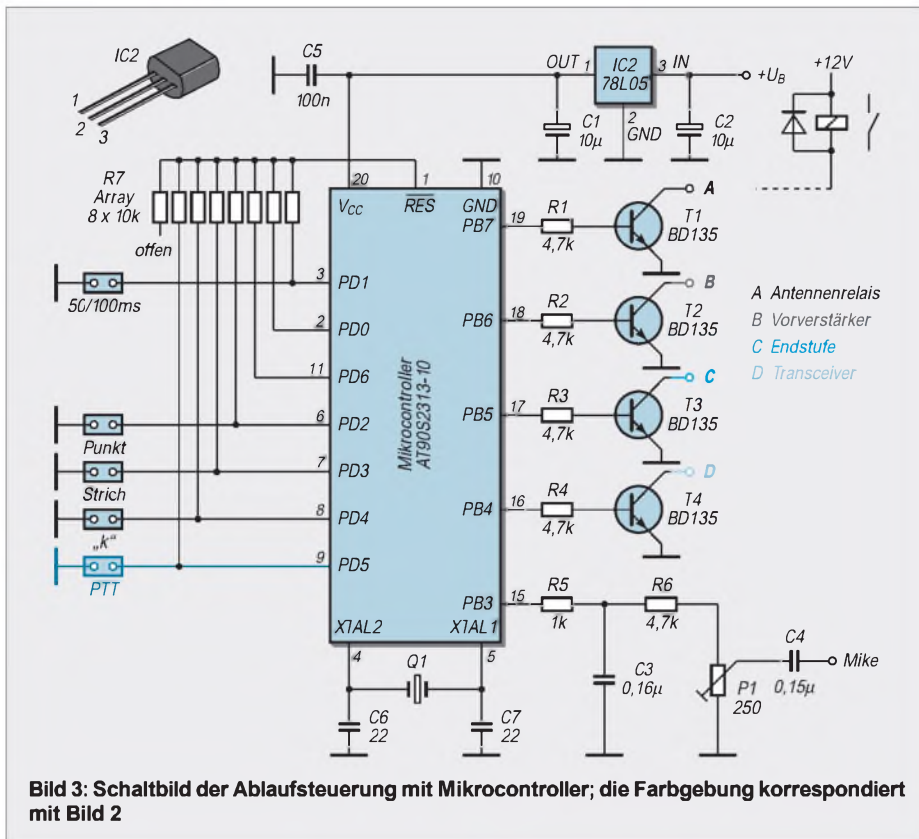 IC2
1
2
3
C5
100n
OUT 1
IC2
78L05
3 IN
2
GND
+UB
+12V
C1
10µ
C2
10µ
R7
Array
8 x 10k
offen
20
1
10
VCC
RES
GND
PB7
19
R1
4,7k
A
T1
BD135
3
PD1
50/100ms
2
PD0
PB6
18
R2
4,7k
B
T2
BD135
A Antennenrelais
B Vorverstärker
C Endstufe
D Transceiver
11
PD6
PB5
17
R3
4,7k
C
T3
BD135
Mikrocontroller
AT90S2313-10
6
PD2
Punkt
7
PD3
Strich
PB4
16
R4
4,7k
D
T4
BD135
8
PD4
„k“
9
PD5
PTT
PB3
15
R5
1k
R6
4,7k
XTAL2
XTAL1
4
5
Q1
C6
22
C7
22
C3
0,16µ
P1
250
C4
0,15µ
Mike
Bild 3: Schaltbild der Ablaufsteuerung mit Mikrocontroller; die Farbgebung korrespondiert
mit Bild 2